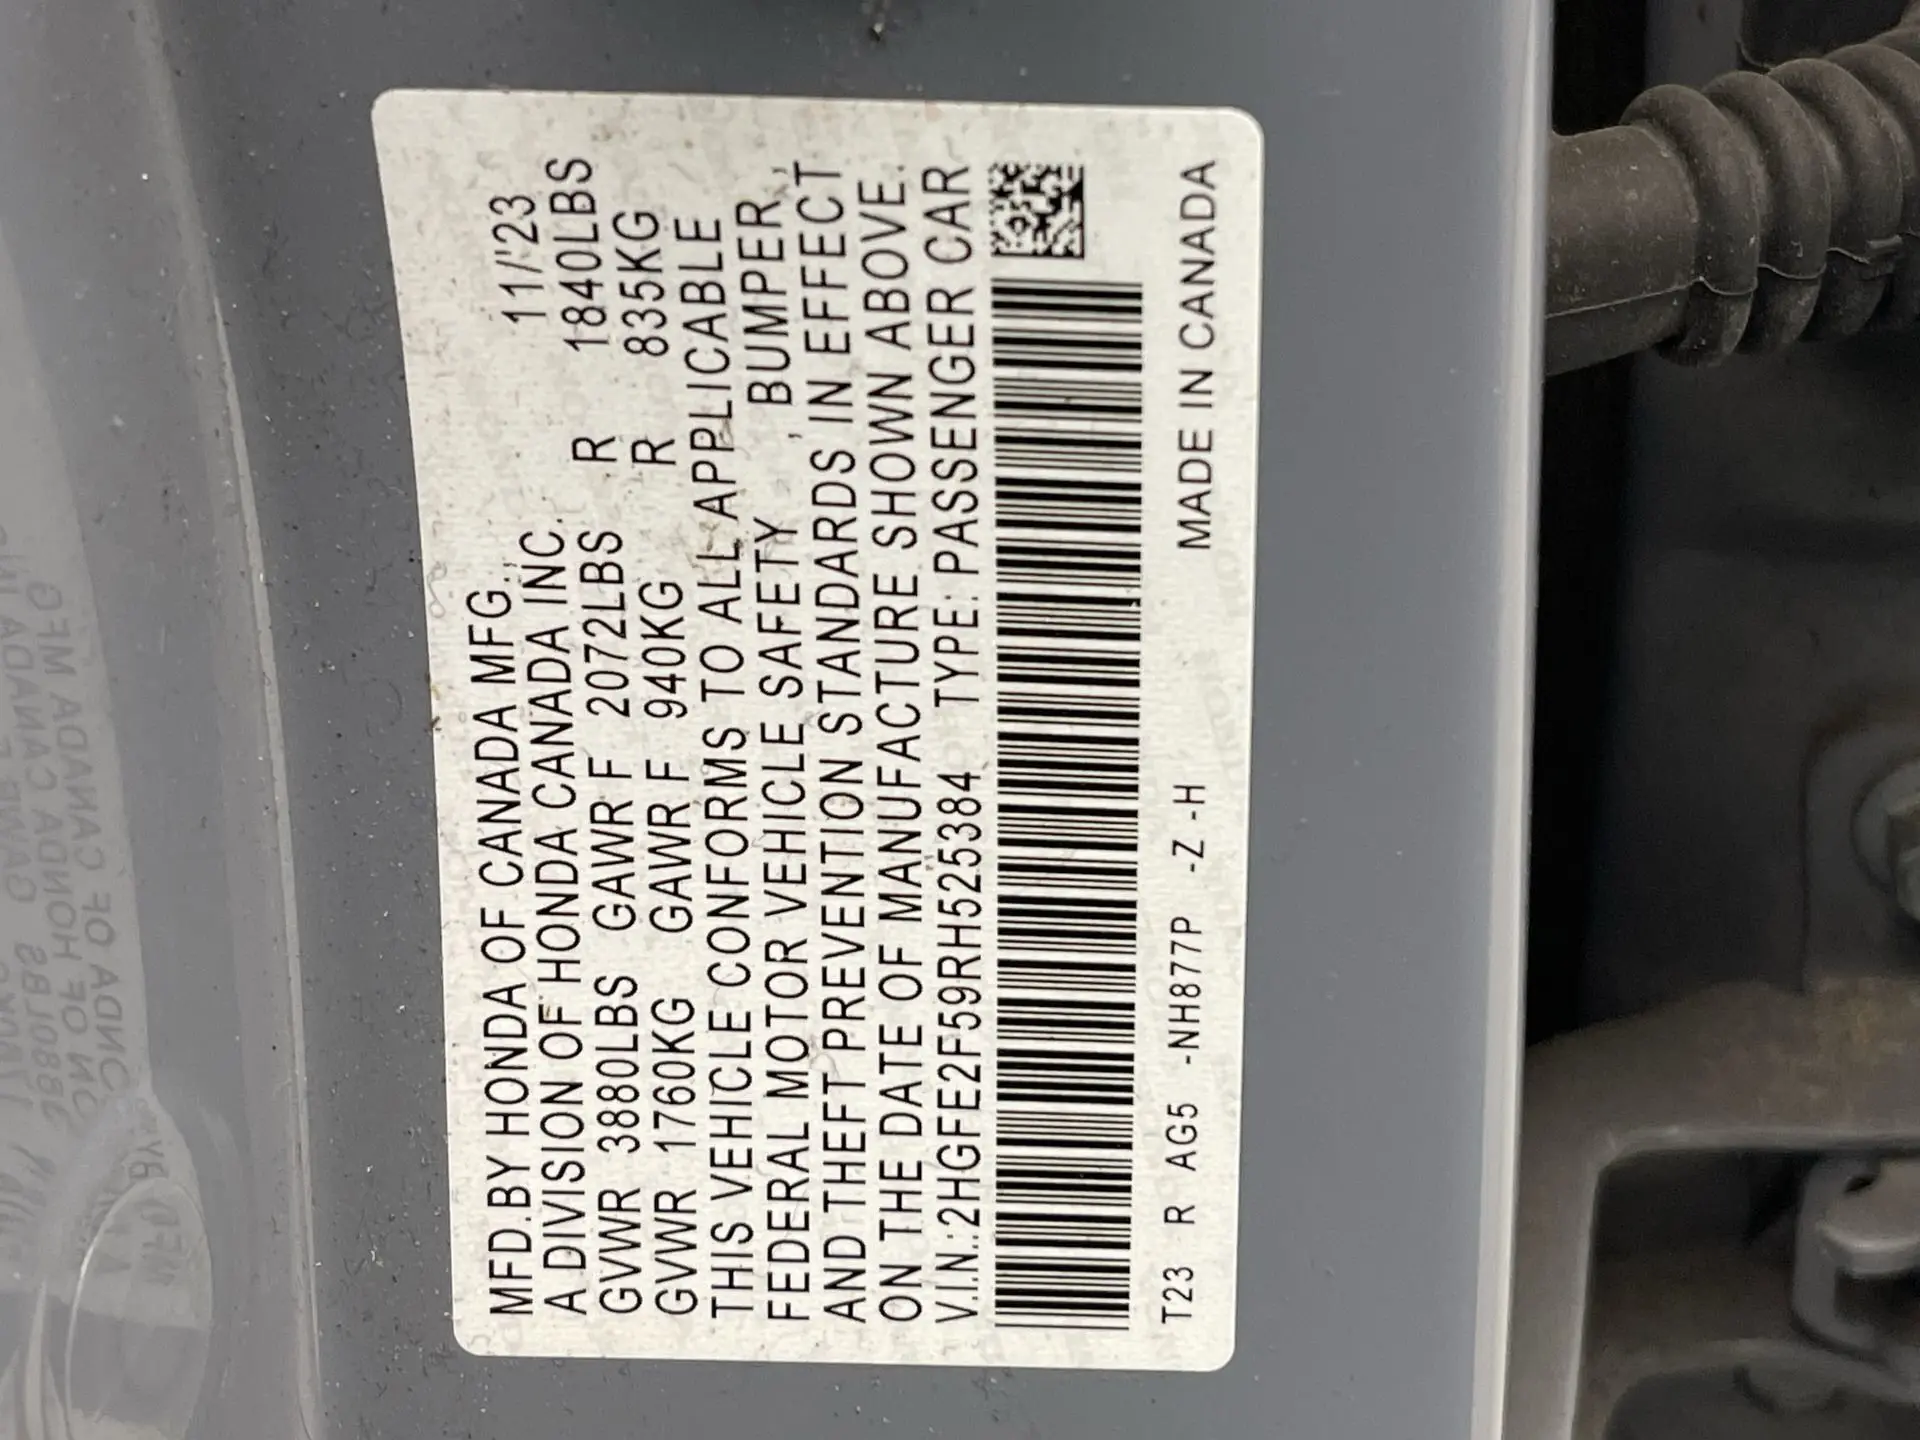 MFD.BY HONDA OF CANADA MFG., 11/'23
A DIVISION OF HONDA CANADA INC.
GVWR 3880LBS GAWR F 2072LBS R 1840LBS
GVWR 1760KG GAWR F 940KG R 835KG
THIS VEHICLE CONFORMS TO ALL APPLICABLE
FEDERAL MOTOR VEHICLE SAFETY , BUMPER,
AND THEFT PREVENTION STANDARDS IN EFFECT
ON THE DATE OF MANUFACTURE SHOWN ABOVE.
V.I.N.:2HGFE2F59RH525384 TYPE: PASSENGER CAR
T23 R AG5 -NH877P -Z -H MADE IN CANADA